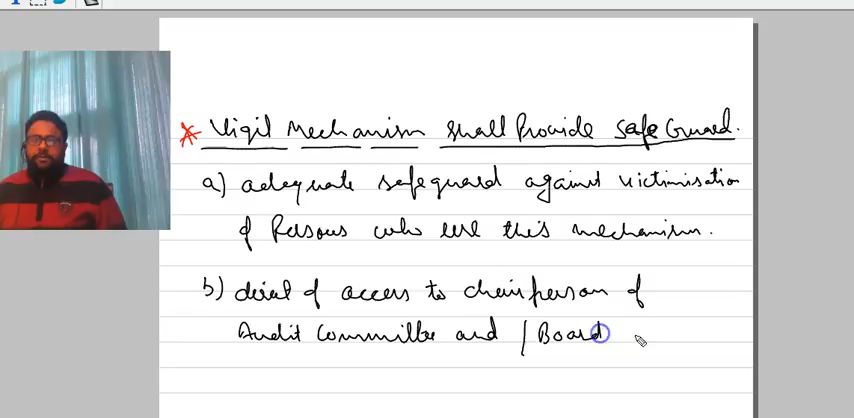 * Vigil Mechanism shall Provide safe Guard.
a) adequate safeguard against victimisation
of Persons who use this mechanism.
b) direct of access to chairperson of
Audit Committee and / Board